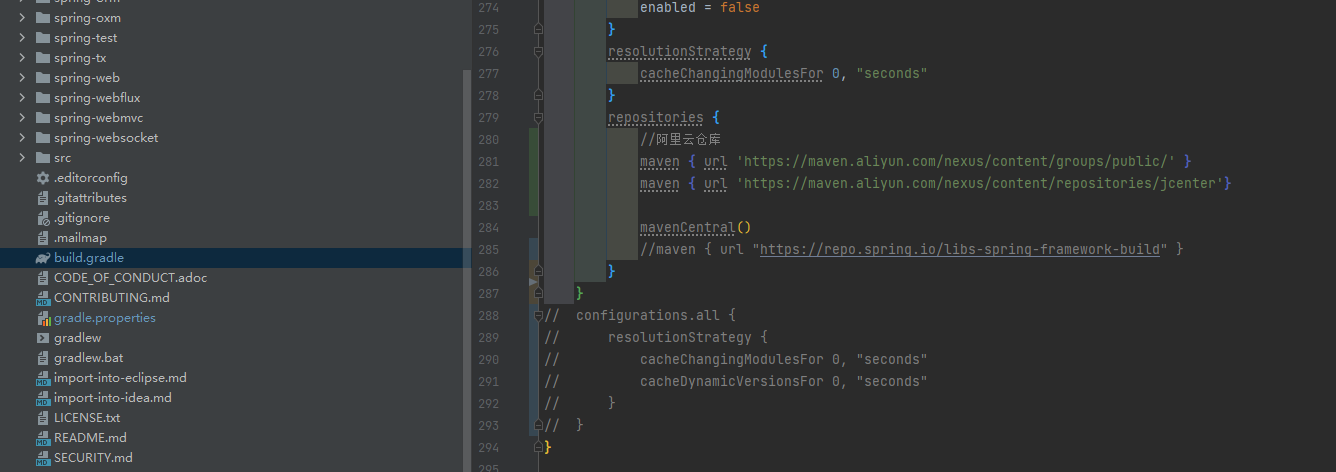 spring-orm
spring-oxm
spring-test
spring-tx
spring-web
spring-webflux
spring-webmvc
spring-websocket
src
.editorconfig
.gitattributes
.gitignore
.mailmap
build.gradle
CODE_OF_CONDUCT.adoc
CONTRIBUTING.md
gradle.properties
gradlew
gradlew.bat
import-into-eclipse.md
import-into-idea.md
LICENSE.txt
README.md
SECURITY.md
274 enabled = false
275 }
276 resolutionStrategy {
277 cacheChangingModulesFor 0, "seconds"
278 }
279 repositories {
280 //阿里云仓库
281 maven { url 'https://maven.aliyun.com/nexus/content/groups/public/' }
282 maven { url 'https://maven.aliyun.com/nexus/content/repositories/jcenter'}
283
284 mavenCentral()
285 //maven { url "https://repo.spring.io/libs-spring-framework-build" }
286 }
287 }
288 // configurations.all {
289 // resolutionStrategy {
290 // cacheChangingModulesFor 0, "seconds"
291 // cacheDynamicVersionsFor 0, "seconds"
292 // }
293 // }
294 }
295